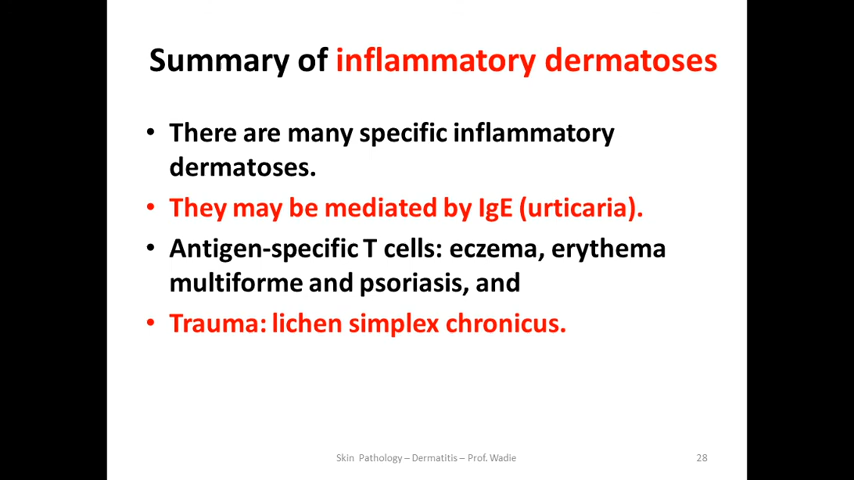 Summary of inflammatory dermatoses
• There are many specific inflammatory
dermatoses.
• They may be mediated by IgE (urticaria).
• Antigen-specific T cells: eczema, erythema
multiforme and psoriasis, and
• Trauma: lichen simplex chronicus.
Skin Pathology – Dermatitis – Prof. Wadie
28